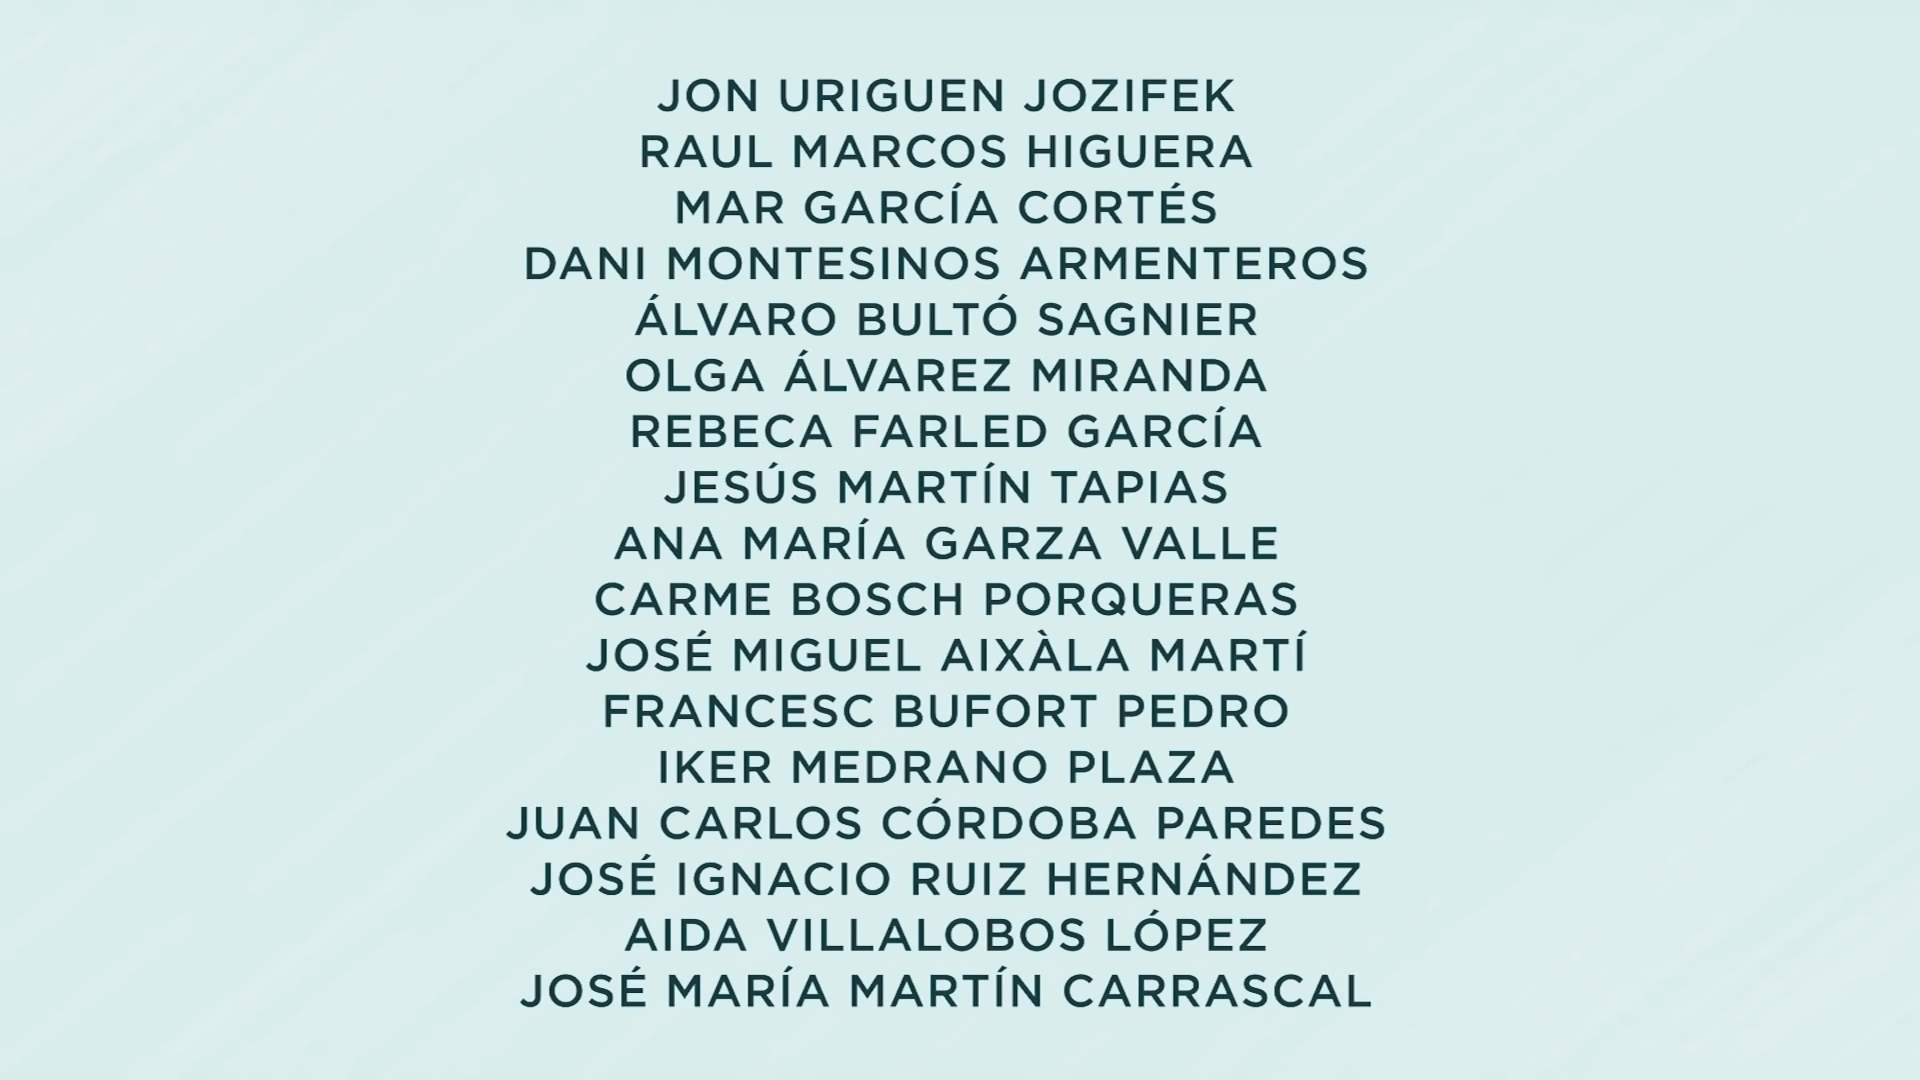 JON URIGUEN JOZIFEK
RAUL MARCOS HIGUERA
MAR GARCÍA CORTÉS
DANI MONTESINOS ARMENTEROS
ÁLVARO BULTÓ SAGNIER
OLGA ÁLVAREZ MIRANDA
REBECA FARLED GARCÍA
JESÚS MARTÍN TAPIAS
ANA MARÍA GARZA VALLE
CARME BOSCH PORQUERAS
JOSÉ MIGUEL AIXÀLA MARTÍ
FRANCESC BUFORT PEDRO
IKER MEDRANO PLAZA
JUAN CARLOS CÓRDOBA PAREDES
JOSÉ IGNACIO RUIZ HERNÁNDEZ
AIDA VILLALOBOS LÓPEZ
JOSÉ MARÍA MARTÍN CARRASCAL